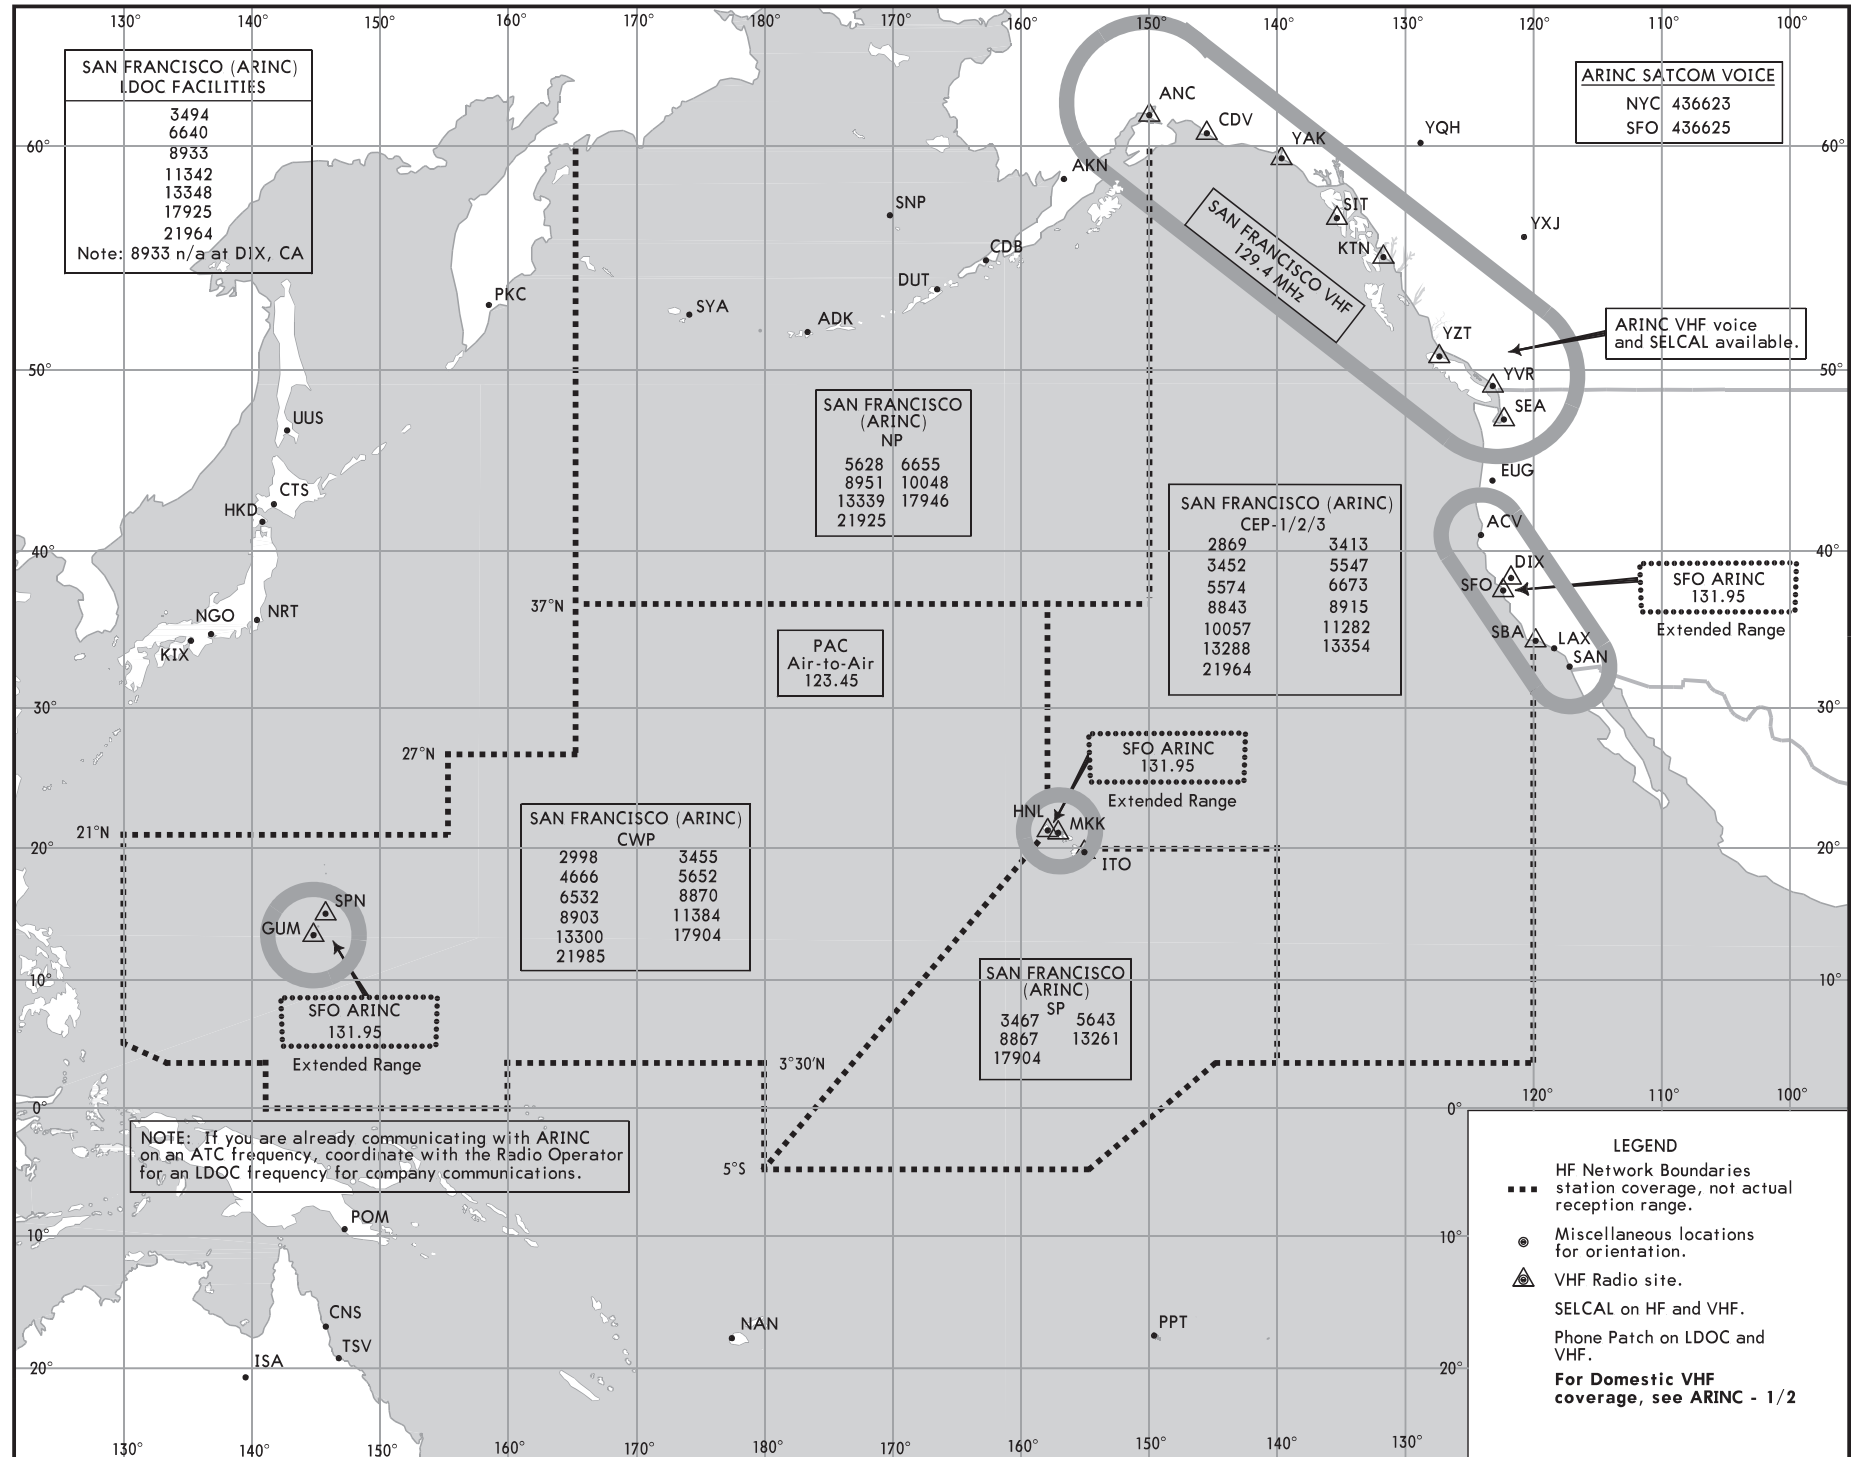 130° 140° 150° 160° 170° 180° 170° 160° 150° 140° 130° 120° 110° 100°
SAN FRANCISCO (ARINC)
LDOC FACILITIES
3494
6640
8933
11342
13348
17925
21964
Note: 8933 n/a at DIX, CA
ARINC SATCOM VOICE
NYC 436623
SFO 436625
ANC
CDV
YAK
YQH
60°
60°
AKN
SNP
SIT
YXJ
KTN
CDB
DUT
PKC
SYA
ADK
SAN FRANCISCO VHF
129.4 MHz
YZT
ARINC VHF voice
and SELCAL available.
50°
50°
YVR
SEA
UUS
SAN FRANCISCO
(ARINC)
NP
5628 6655
8951 10048
13339 17946
21925
EUG
CTS
HKD
SAN FRANCISCO (ARINC)
CEP-1/2/3
2869 3413
3452 5547
5574 6673
8843 8915
10057 11282
13288 13354
21964
ACV
40°
40°
DIX
SFO
SFO ARINC
131.95
Extended Range
37°N
NGO
NRT
KIX
PAC
Air-to-Air
123.45
SBA
LAX
SAN
30°
30°
27°N
SFO ARINC
131.95
Extended Range
HNL
MKK
ITO
21°N
20°
20°
SAN FRANCISCO (ARINC)
CWP
2998 3455
4666 5652
6532 8870
8903 11384
13300 17904
21985
SPN
GUM
10°
10°
SFO ARINC
131.95
Extended Range
SAN FRANCISCO
(ARINC)
SP
3467 5643
8867 13261
17904
3°30'N
0°
0°
120° 110° 100°
NOTE: If you are already communicating with ARINC
on an ATC frequency, coordinate with the Radio Operator
for an LDOC frequency for company communications.
5°S
POM
10°
10°
CNS
TSV
ISA
NAN
PPT
20°
20°
LEGEND
HF Network Boundaries
station coverage, not actual
reception range.
Miscellaneous locations
for orientation.
VHF Radio site.
SELCAL on HF and VHF.
Phone Patch on LDOC and
VHF.
For Domestic VHF
coverage, see ARINC - 1/2
130° 140° 150° 160° 170° 180° 170° 160° 150° 140° 130°